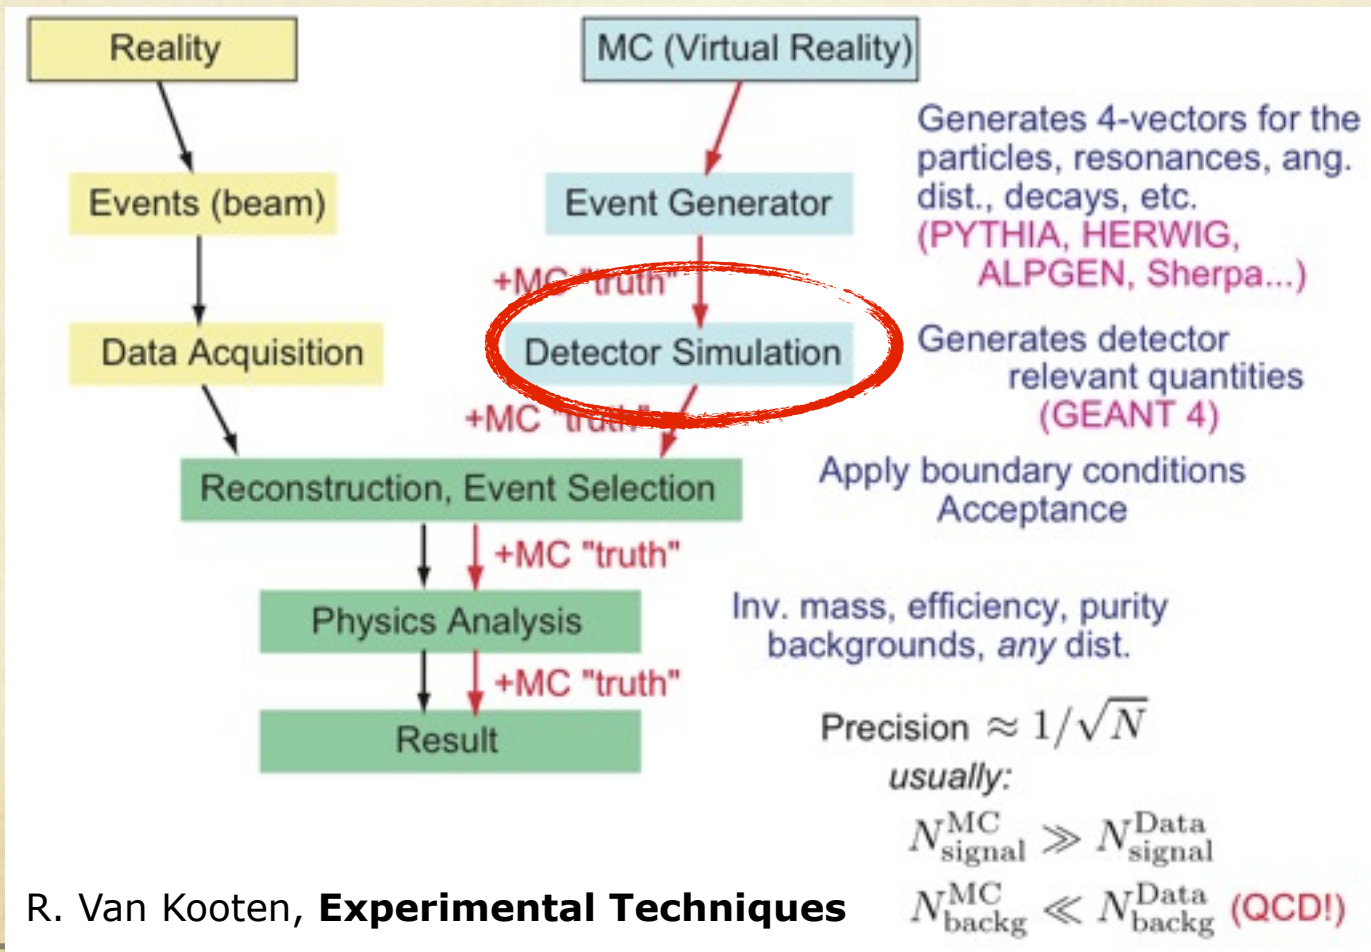 Reality
MC (Virtual Reality)
Generates 4-vectors for the
particles, resonances, ang.
dist., decays, etc.
(PYTHIA, HERWIG,
ALPGEN, Sherpa...)
Events (beam)
Event Generator
+MC "truth"
Data Acquisition
Detector Simulation
Generates detector
relevant quantities
(GEANT 4)
+MC "truth"
Reconstruction, Event Selection
Apply boundary conditions
Acceptance
+MC "truth"
Physics Analysis
Inv. mass, efficiency, purity
backgrounds, any dist.
+MC "truth"
Result
Precision ≈ 1/√N
usually:
N^MC_signal ≫ N^Data_signal
N^MC_backg ≪ N^Data_backg (QCD!)
R. Van Kooten, Experimental Techniques